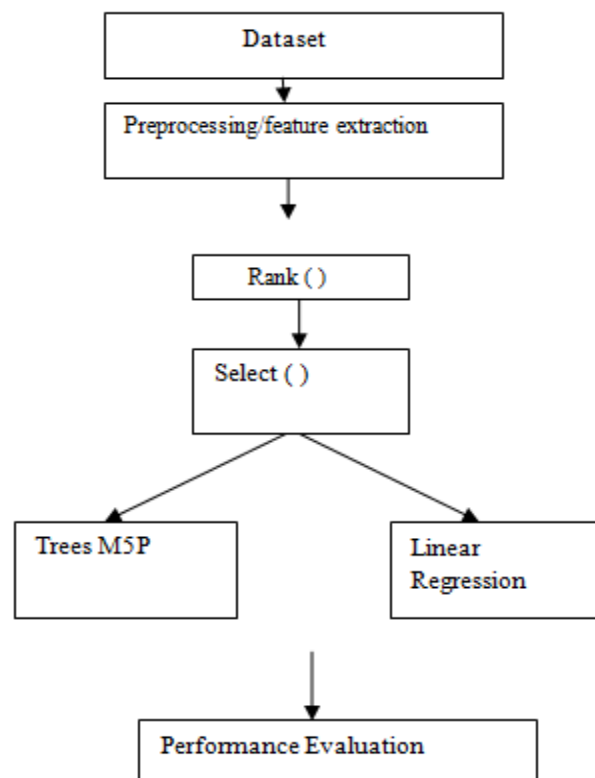 Dataset
Preprocessing/feature extraction
Rank ( )
Select ( )
Trees M5P
Linear
Regression
Performance Evaluation